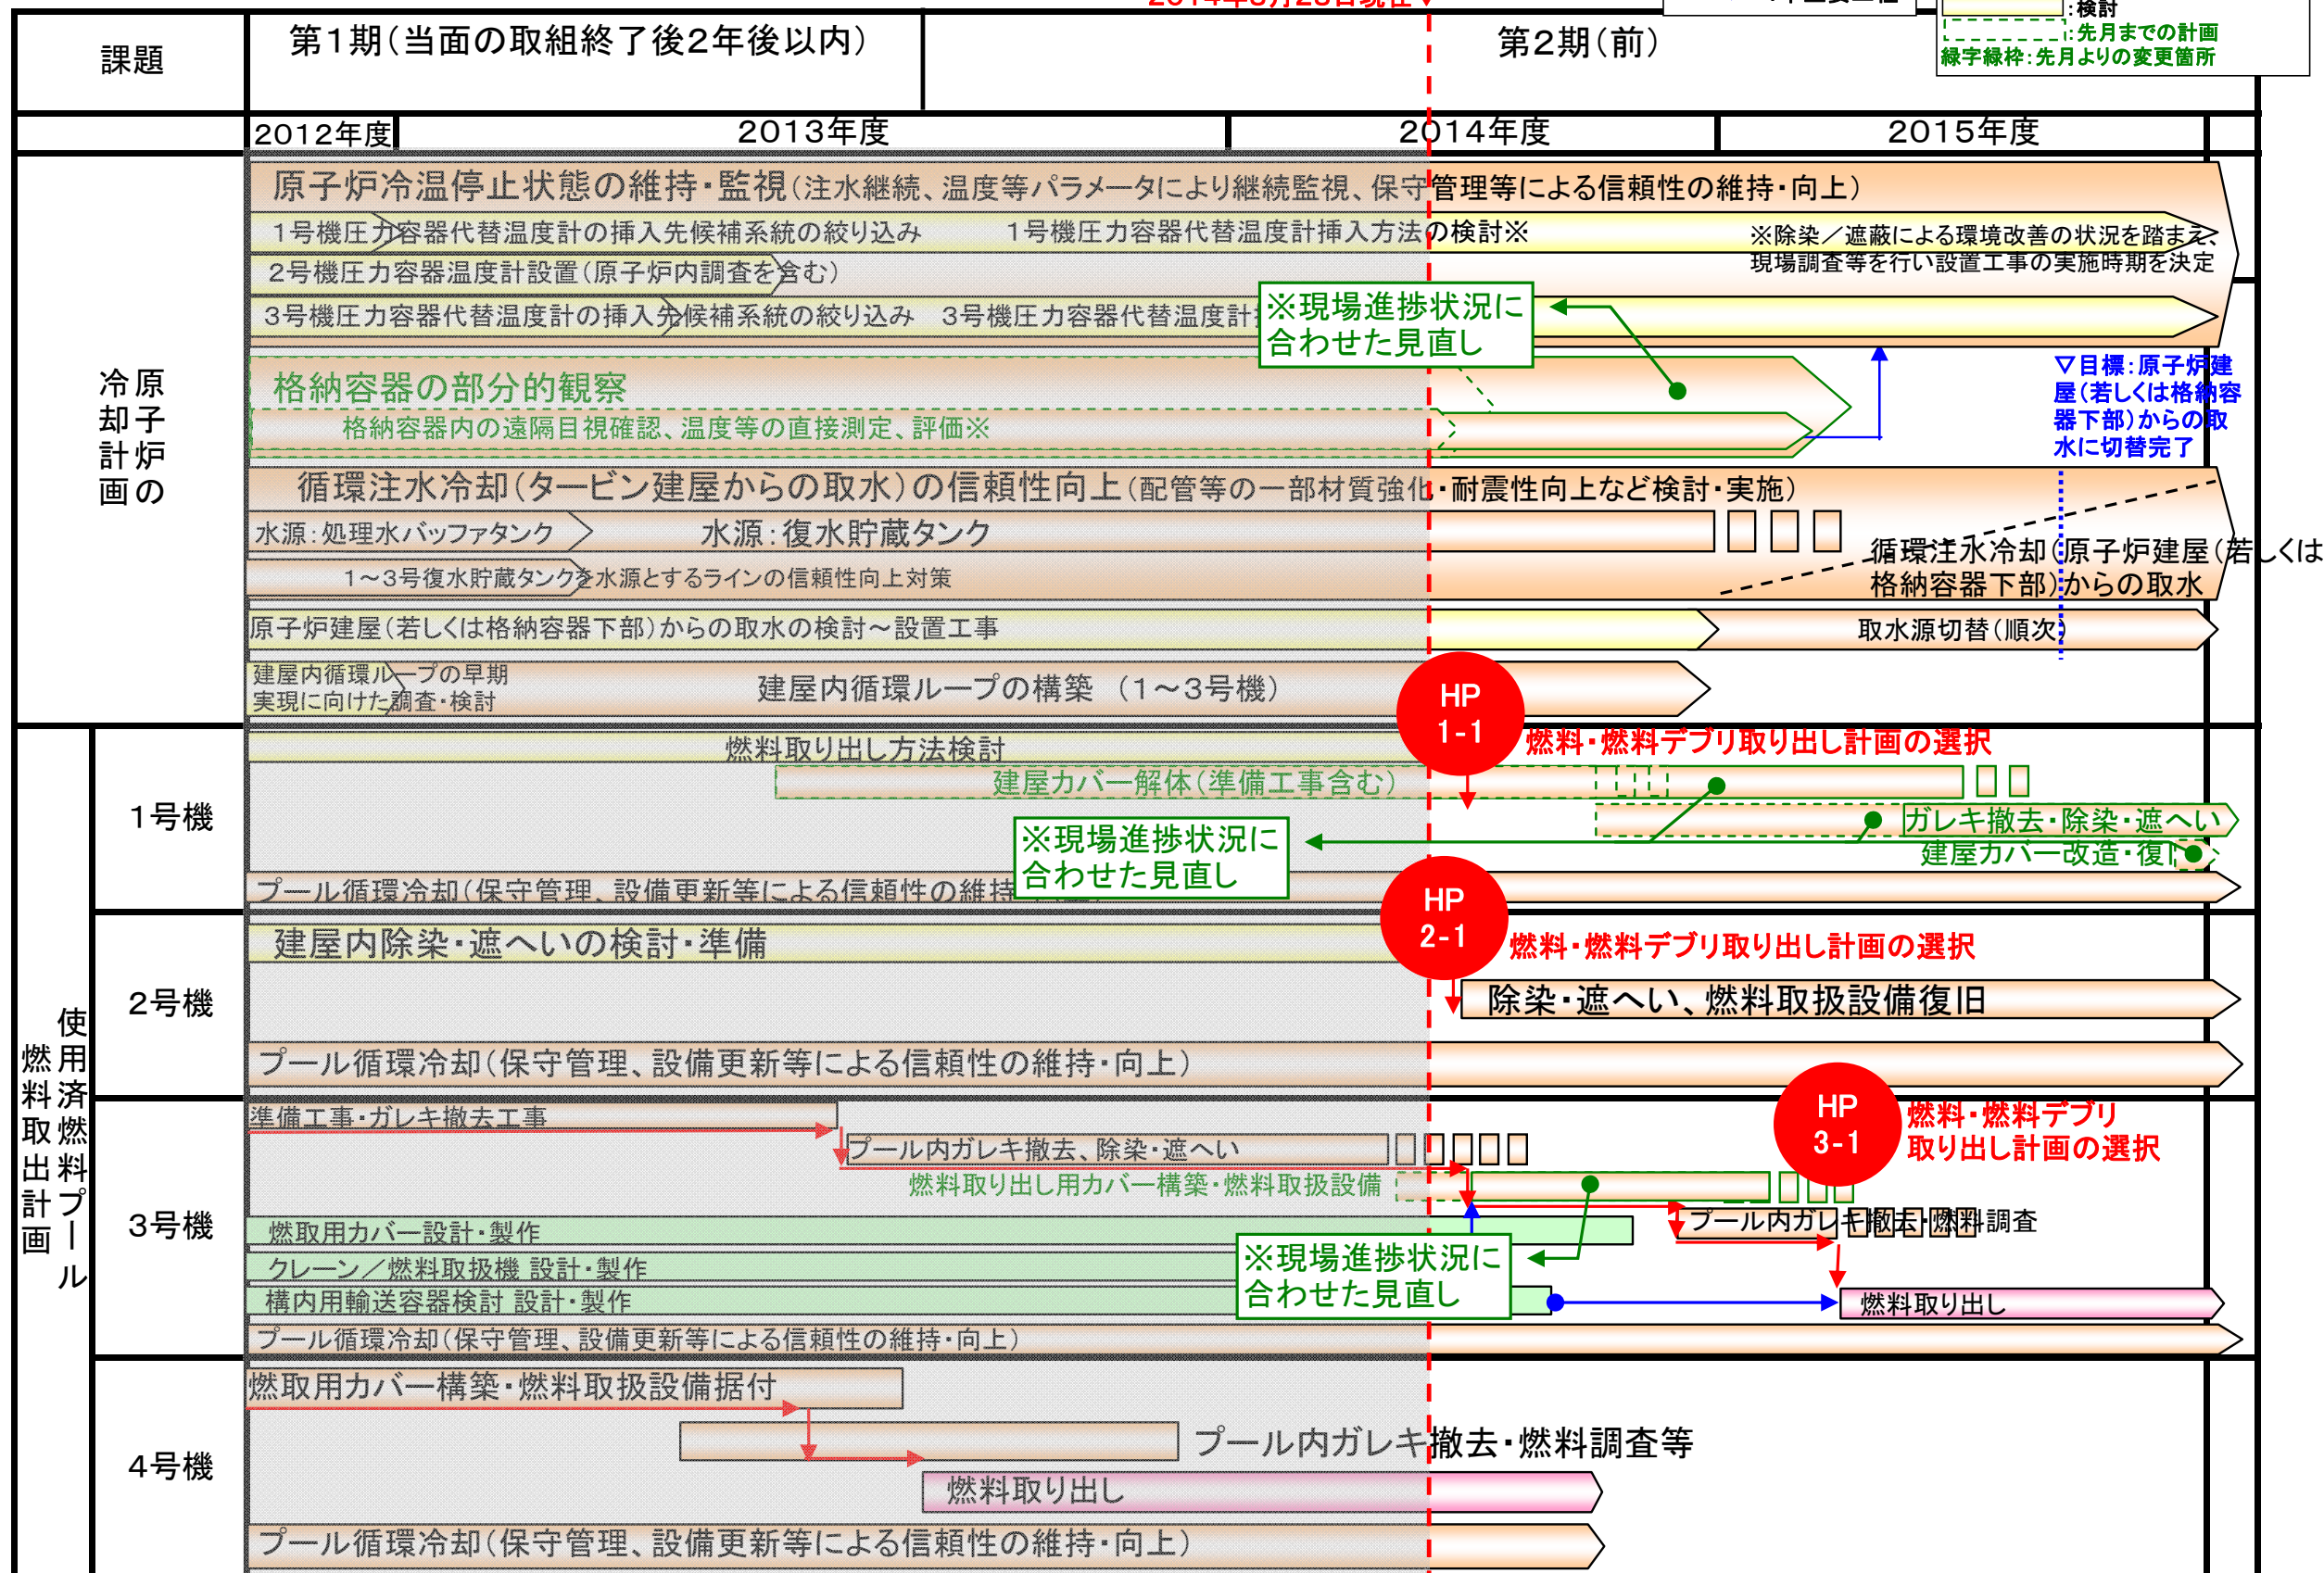 :検討
:先月までの計画
緑字緑枠:先月よりの変更箇所
課題
第1期(当面の取組終了後2年後以内)
第2期(前)
2012年度
2013年度
2014年度
2015年度
原子炉の
冷却計画
原子炉冷温停止状態の維持・監視(注水継続、温度等パラメータにより継続監視、保守管理等による信頼性の維持・向上)
1号機圧力容器代替温度計の挿入先候補系統の絞り込み
1号機圧力容器代替温度計挿入方法の検討※
※除染/遮蔽による環境改善の状況を踏まえ、
現場調査等を行い設置工事の実施時期を決定
2号機圧力容器温度計設置(原子炉内調査を含む)
3号機圧力容器代替温度計の挿入先候補系統の絞り込み
3号機圧力容器代替温度計
※現場進捗状況に
合わせた見直し
格納容器の部分的観察
格納容器内の遠隔目視確認、温度等の直接測定、評価※
▽目標:原子炉建
屋(若しくは格納容
器下部)からの取
水に切替完了
循環注水冷却(タービン建屋からの取水)の信頼性向上(配管等の一部材質強化・耐震性向上など検討・実施)
水源:処理水バッファタンク
水源:復水貯蔵タンク
循環注水冷却(原子炉建屋(若しくは
格納容器下部)からの取水
1~3号復水貯蔵タンクを水源とするラインの信頼性向上対策
原子炉建屋(若しくは格納容器下部)からの取水の検討~設置工事
取水源切替(順次)
建屋内循環ループの早期
実現に向けた調査・検討
建屋内循環ループの構築 (1~3号機)
HP
1-1
燃料・燃料デブリ取り出し計画の選択
使用済燃料プール
燃料取出計画
1号機
燃料取り出し方法検討
建屋カバー解体(準備工事含む)
ガレキ撤去・除染・遮へい
※現場進捗状況に
合わせた見直し
建屋カバー改造・復
プール循環冷却(保守管理、設備更新等による信頼性の維持
HP
2-1
燃料・燃料デブリ取り出し計画の選択
2号機
建屋内除染・遮へいの検討・準備
除染・遮へい、燃料取扱設備復旧
プール循環冷却(保守管理、設備更新等による信頼性の維持・向上)
HP
3-1
燃料・燃料デブリ
取り出し計画の選択
3号機
準備工事・ガレキ撤去工事
プール内ガレキ撤去、除染・遮へい
燃料取り出し用カバー構築・燃料取扱設備
プール内ガレキ撤去・燃料調査
燃取用カバー設計・製作
クレーン/燃料取扱機 設計・製作
※現場進捗状況に
合わせた見直し
構内用輸送容器検討 設計・製作
燃料取り出し
プール循環冷却(保守管理、設備更新等による信頼性の維持・向上)
4号機
燃取用カバー構築・燃料取扱設備据付
プール内ガレキ撤去・燃料調査等
燃料取り出し
プール循環冷却(保守管理、設備更新等による信頼性の維持・向上)